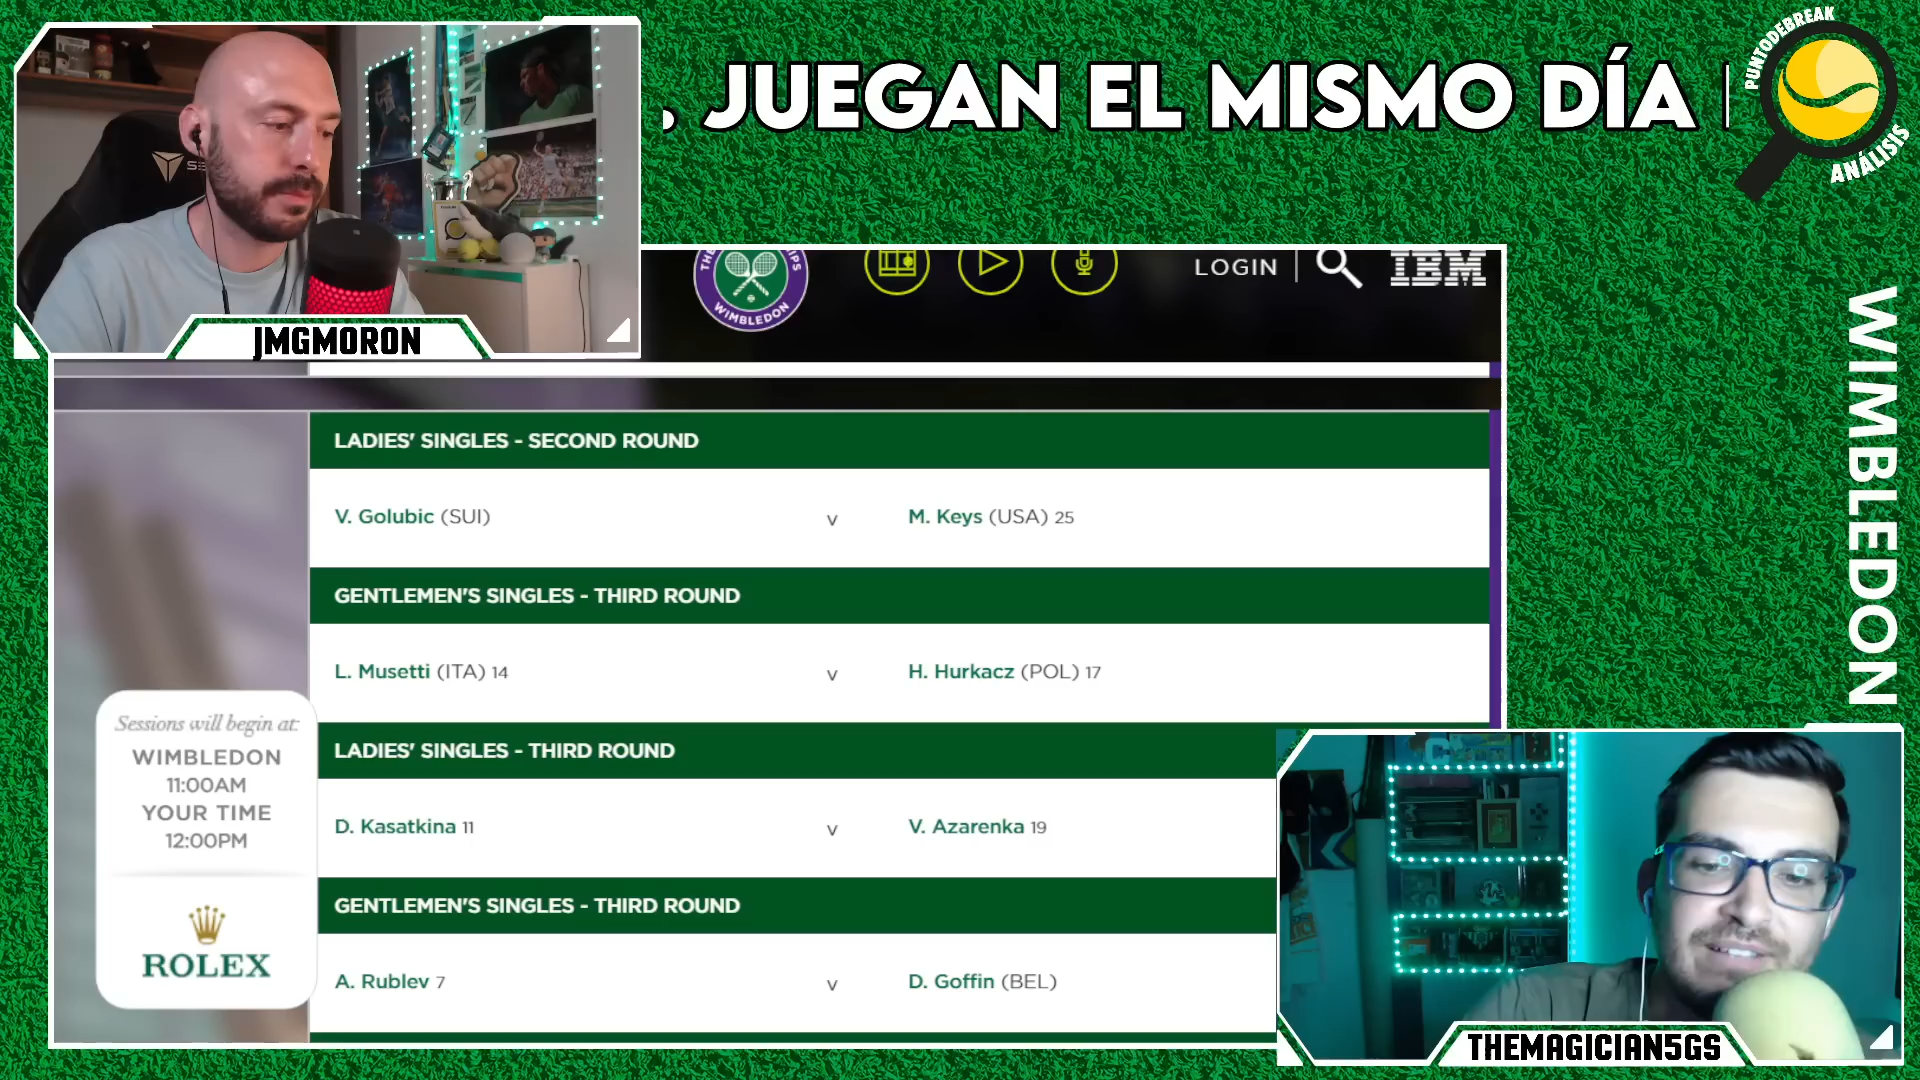 . JUEGAN EL MISMO DÍA |
PUNTODEBREAK
ANÁLISIS
JMGMORON
WIMBLEDON
LOGIN
IBM
WIMBLEDON
LADIES' SINGLES - SECOND ROUND
V. Golubic (SUI) v M. Keys (USA) 25
GENTLEMEN'S SINGLES - THIRD ROUND
L. Musetti (ITA) 14 v H. Hurkacz (POL) 17
LADIES' SINGLES - THIRD ROUND
D. Kasatkina 11 v V. Azarenka 19
GENTLEMEN'S SINGLES - THIRD ROUND
A. Rublev 7 v D. Goffin (BEL)
Sessions will begin at:
WIMBLEDON
11:00AM
YOUR TIME
12:00PM
ROLEX
THEMAGICIAN5GS